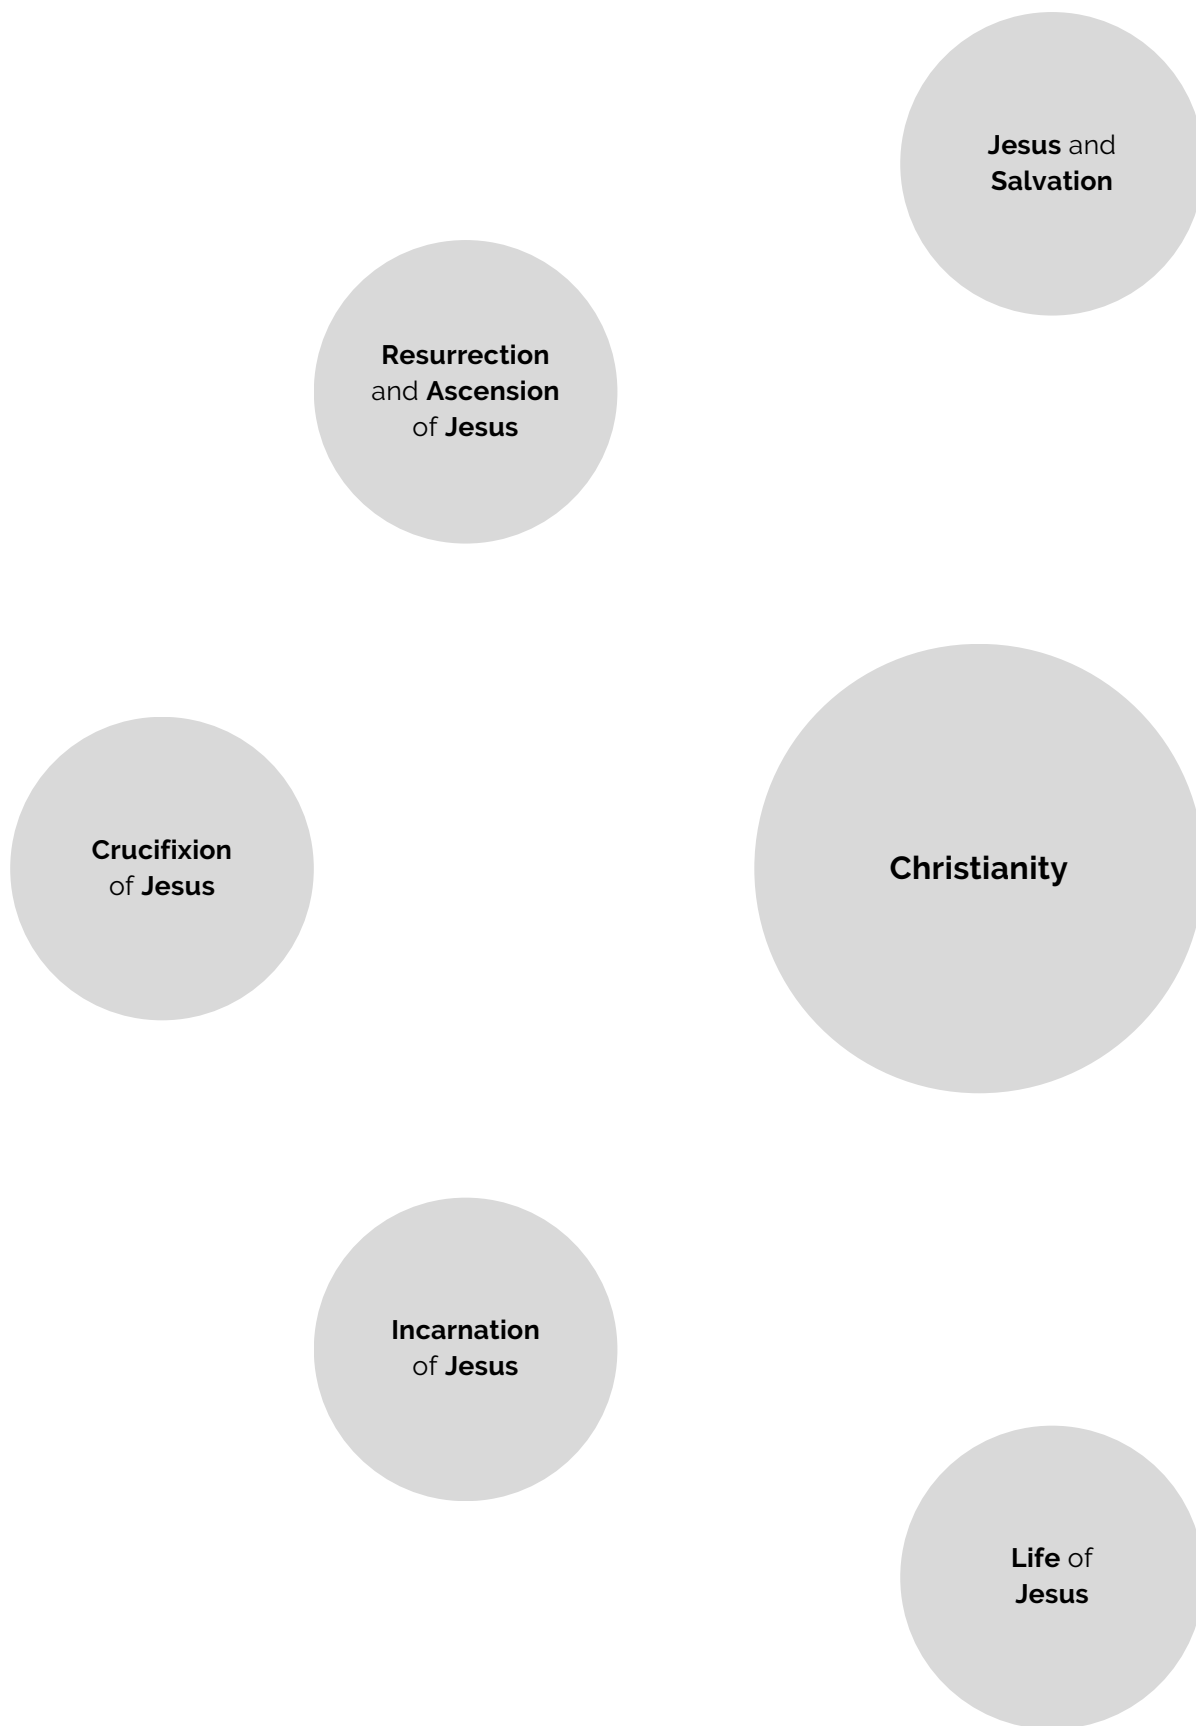 Jesus and
Salvation
Resurrection
and Ascension
of Jesus
Crucifixion
of Jesus
Christianity
Incarnation
of Jesus
Life of
Jesus